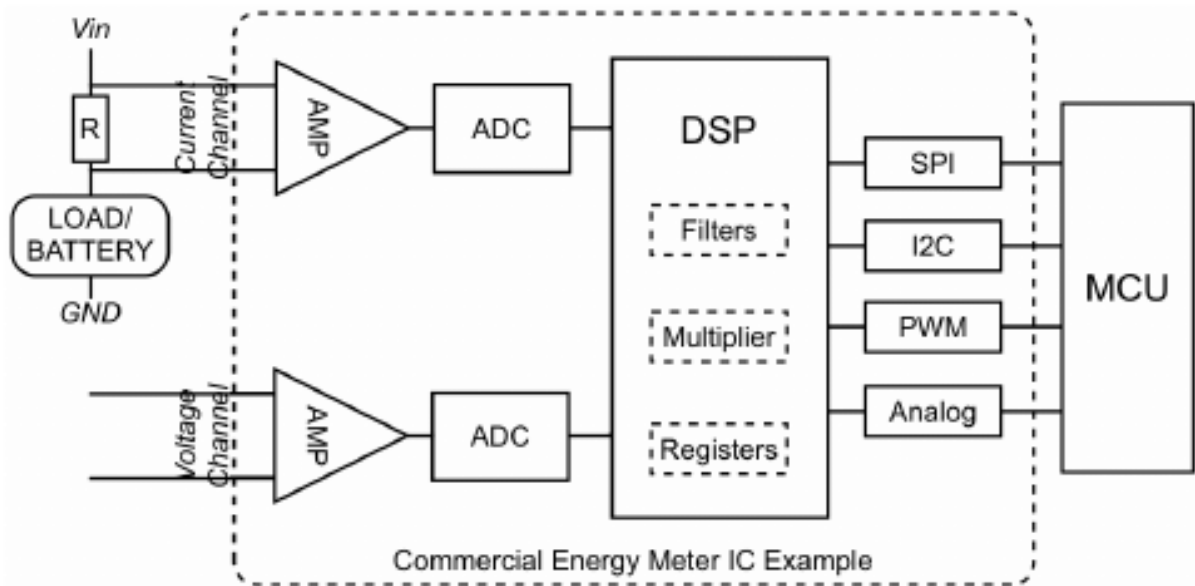 Vin
R
LOAD/
BATTERY
GND
Current
Channel
AMP
ADC
Voltage
Channel
AMP
ADC
DSP
Filters
Multiplier
Registers
SPI
I2C
PWM
Analog
MCU
Commercial Energy Meter IC Example